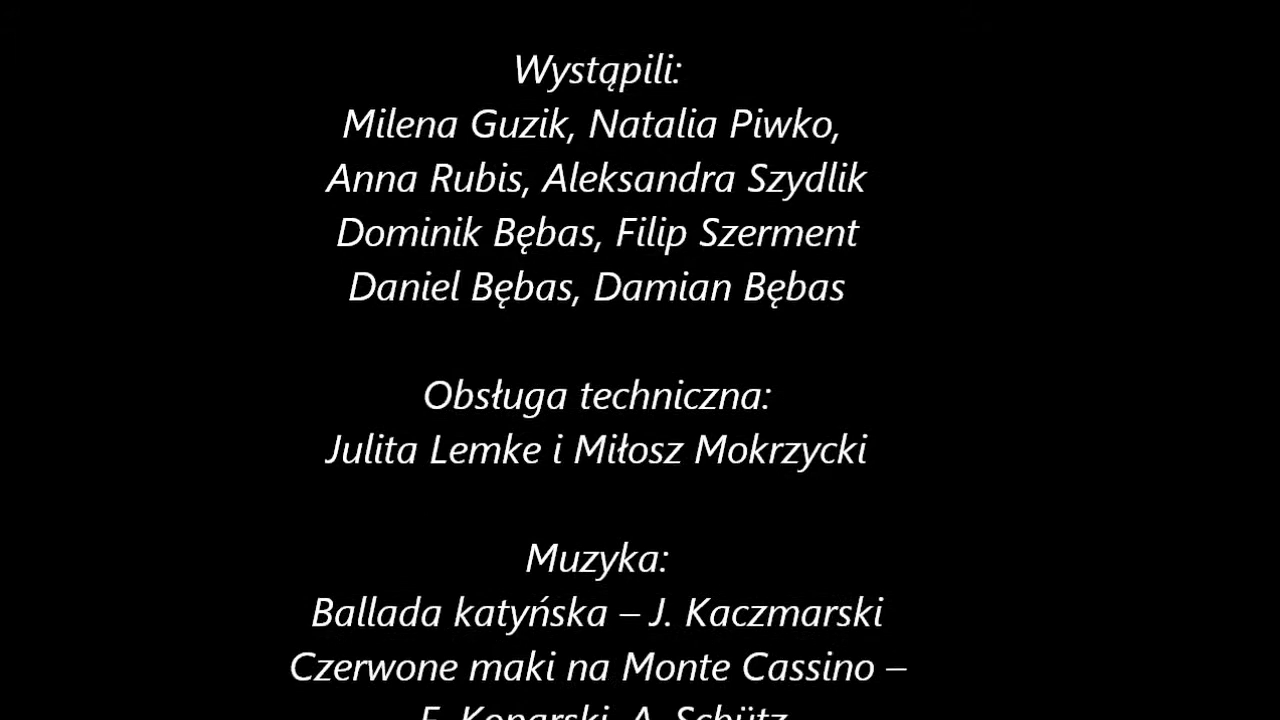 Wystąpili:
Milena Guzik, Natalia Piwko,
Anna Rubis, Aleksandra Szydlik
Dominik Bębas, Filip Szerment
Daniel Bębas, Damian Bębas
Obsługa techniczna:
Julita Lemke i Miłosz Mokrzycki
Muzyka:
Ballada katyńska – J. Kaczmarski
Czerwone maki na Monte Cassino –
A. Schütz